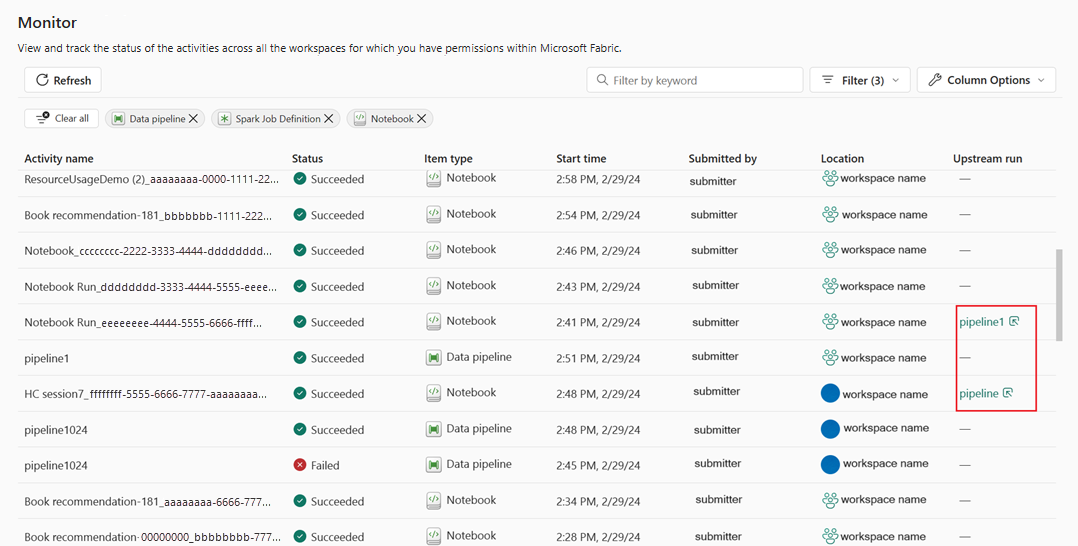 Monitor
View and track the status of the activities across all the workspaces for which you have permissions within Microsoft Fabric.
Refresh Filter by keyword Filter (3) Column Options
Clear all Data pipeline Spark Job Definition Notebook
Activity name Status Item type Start time Submitted by Location Upstream run
ResourceUsageDemo (2)_aaaaaaaa-0000-1111-22... Succeeded Notebook 2:58 PM, 2/29/24 submitter workspace name —
Book recommendation-181_bbbbbbb-1111-222... Succeeded Notebook 2:54 PM, 2/29/24 submitter workspace name —
Notebook_cccccccc-2222-3333-4444-dddddddd... Succeeded Notebook 2:46 PM, 2/29/24 submitter workspace name —
Notebook Run_dddddddd-3333-4444-5555-eeee... Succeeded Notebook 2:43 PM, 2/29/24 submitter workspace name —
Notebook Run_eeeeeeee-4444-5555-6666-ffff... Succeeded Notebook 2:41 PM, 2/29/24 submitter workspace name pipeline1
pipeline1 Succeeded Data pipeline 2:51 PM, 2/29/24 submitter workspace name —
HC session7_ffffffff-5555-6666-7777-aaaaaaaa... Succeeded Notebook 2:48 PM, 2/29/24 submitter workspace name pipeline
pipeline1024 Succeeded Data pipeline 2:48 PM, 2/29/24 submitter workspace name —
pipeline1024 Failed Data pipeline 2:45 PM, 2/29/24 submitter workspace name —
Book recommendation-181_aaaaaaaa-6666-777... Succeeded Notebook 2:34 PM, 2/29/24 submitter workspace name —
Book recommendation-00000000_bbbbbbbb-777... Succeeded Notebook 2:28 PM, 2/29/24 submitter workspace name —